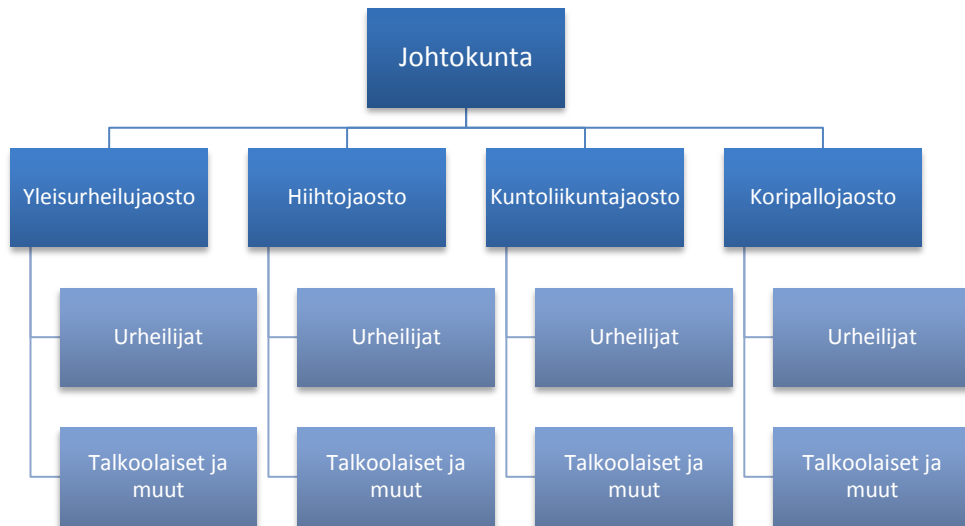 Johtokunta
Yleisurheilujaosto
Hiihtojaosto
Kuntoliikuntajaosto
Koripallojaosto
Urheilijat
Urheilijat
Urheilijat
Urheilijat
Talkoolaiset ja
muut
Talkoolaiset ja
muut
Talkoolaiset ja
muut
Talkoolaiset ja
muut